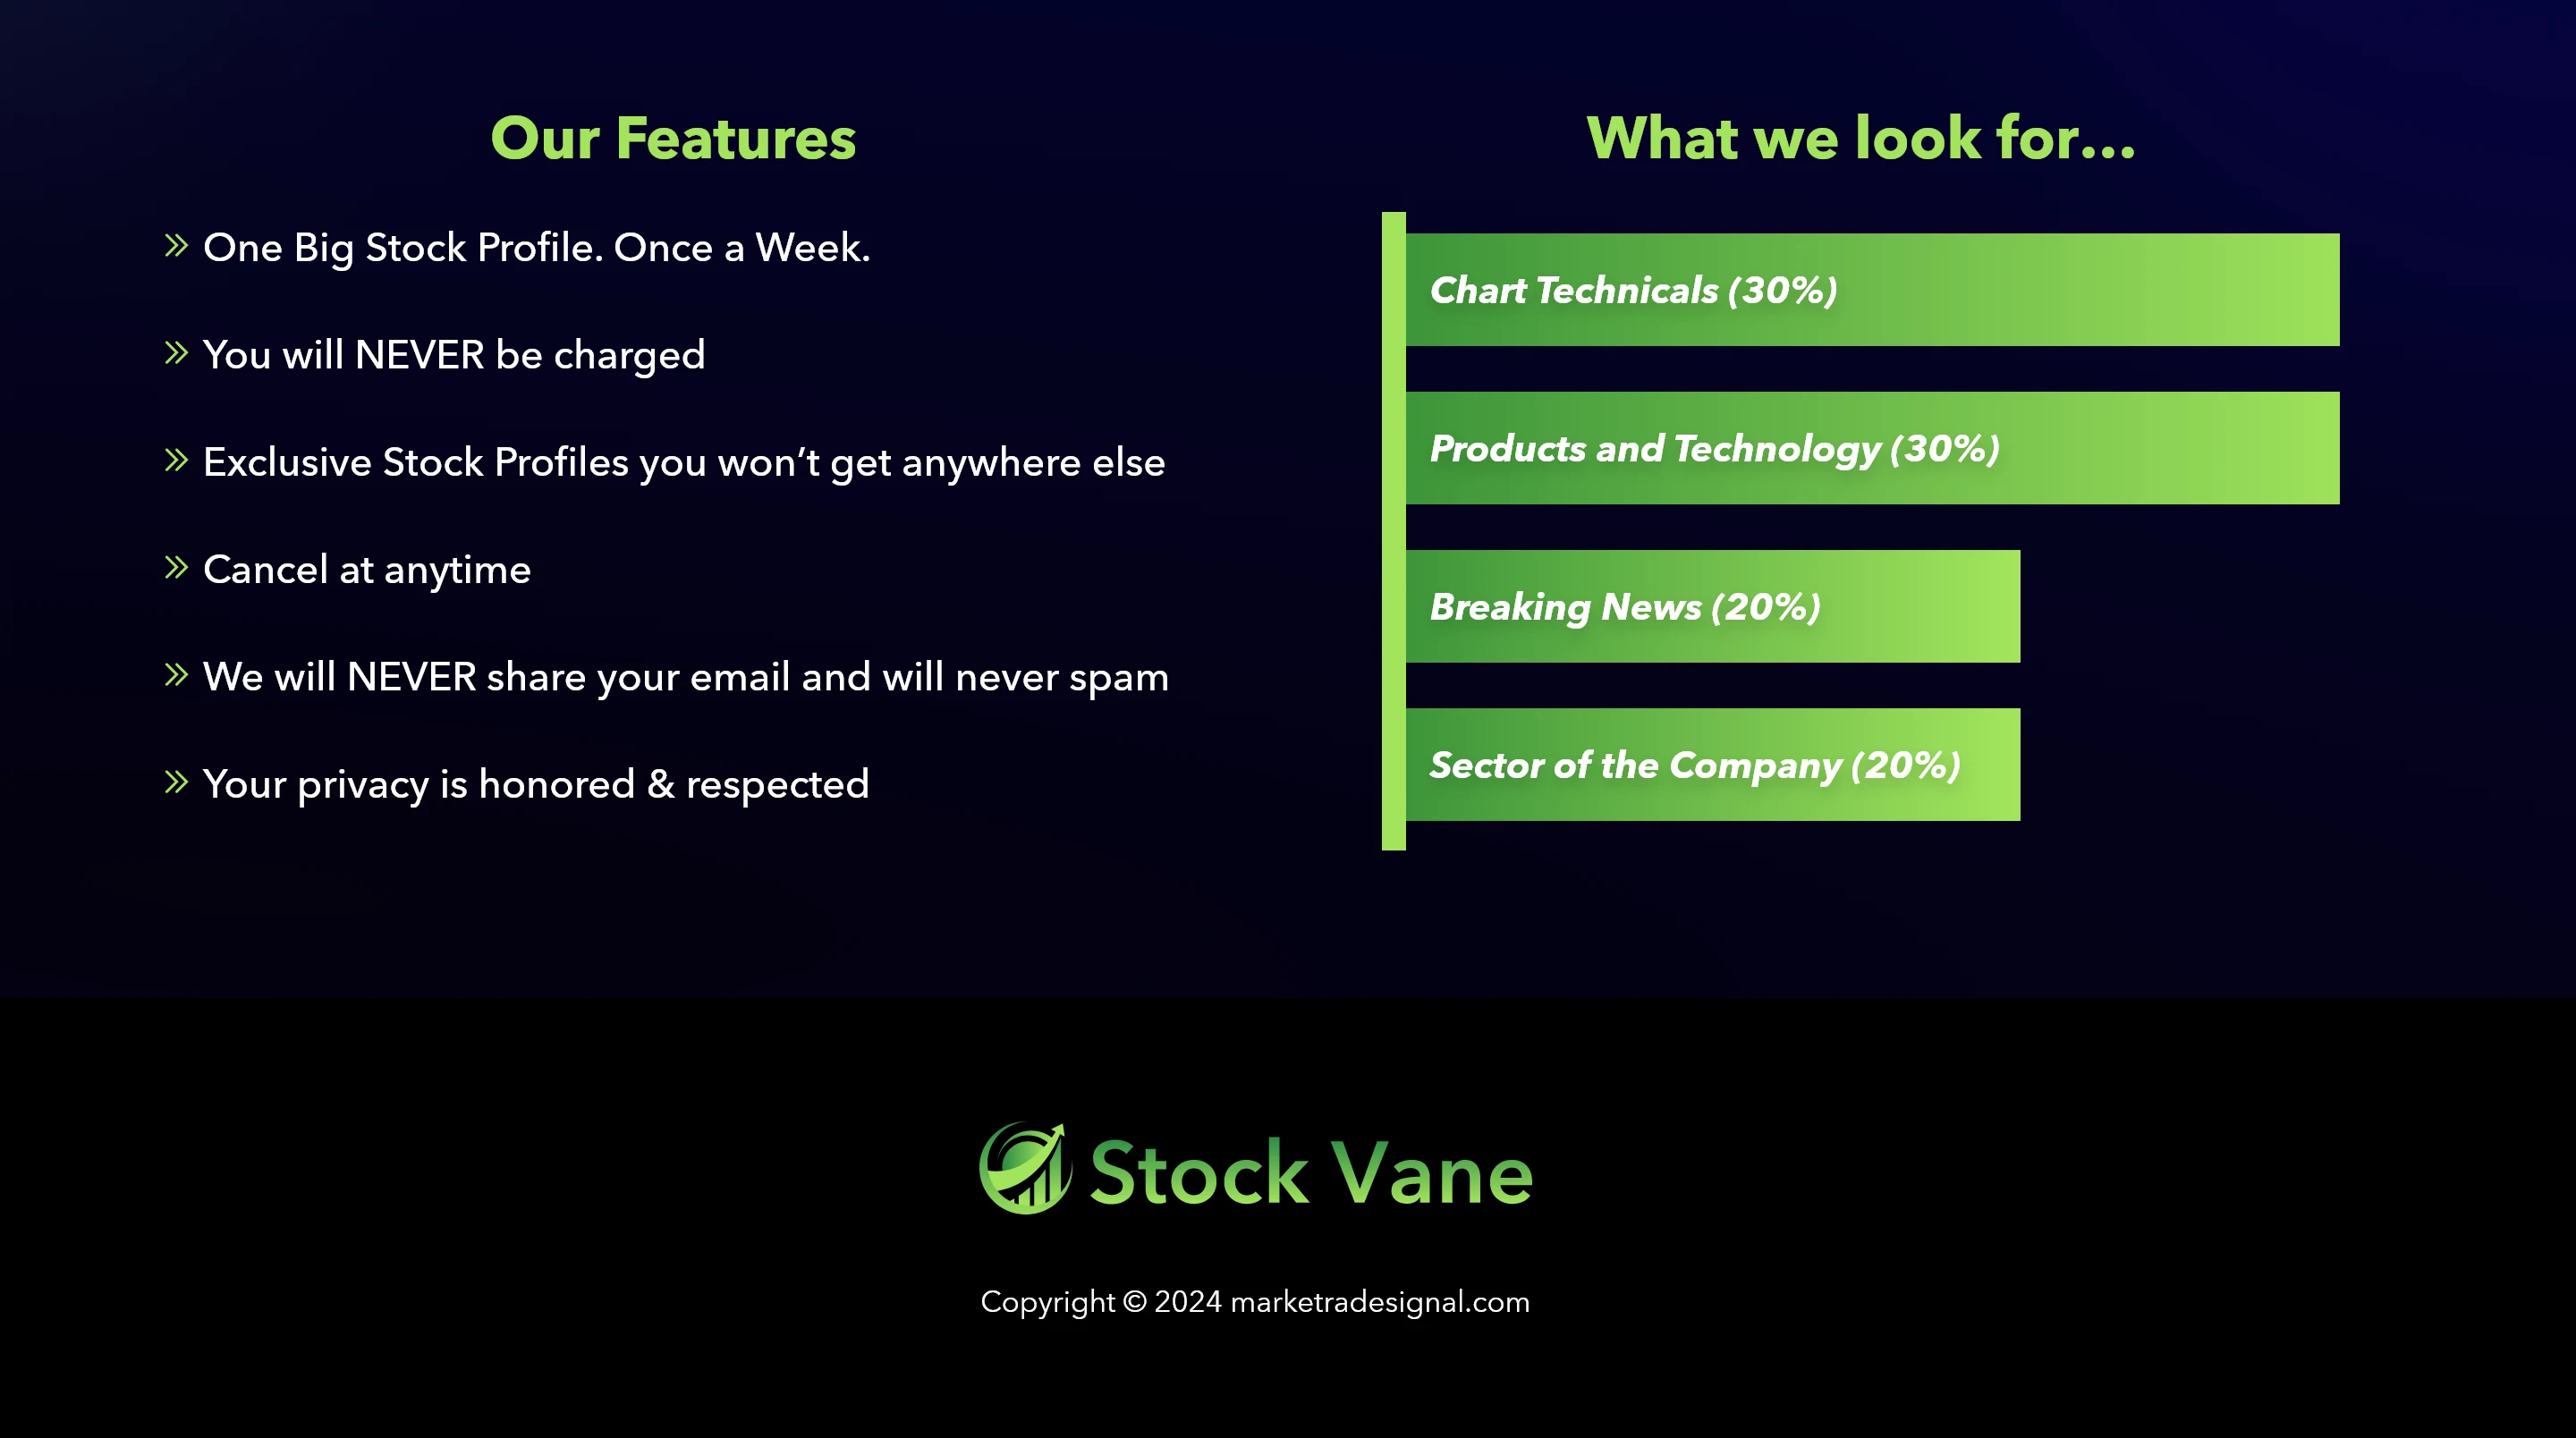 Our Features
One Big Stock Profile. Once a Week.
You will NEVER be charged
Exclusive Stock Profiles you won’t get anywhere else
Cancel at anytime
We will NEVER share your email and will never spam
Your privacy is honored & respected
What we look for...
Chart Technicals (30%)
Products and Technology (30%)
Breaking News (20%)
Sector of the Company (20%)
Stock Vane
Copyright © 2024 marketradesignal.com